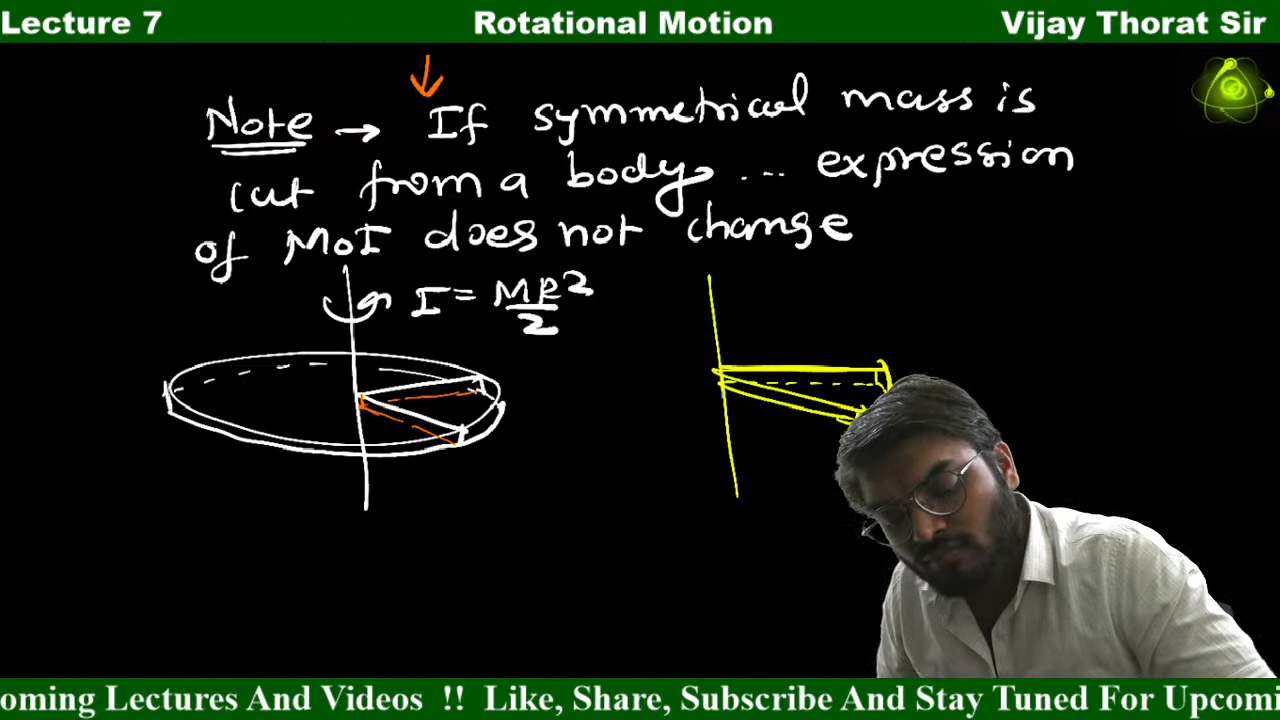 Lecture 7 Rotational Motion Vijay Thorat Sir
Note → If symmetrical mass is
cut from a body ... expression
of MoI does not change
I = MR²/2
oming Lectures And Videos !! Like, Share, Subscribe And Stay Tuned For Upcomi